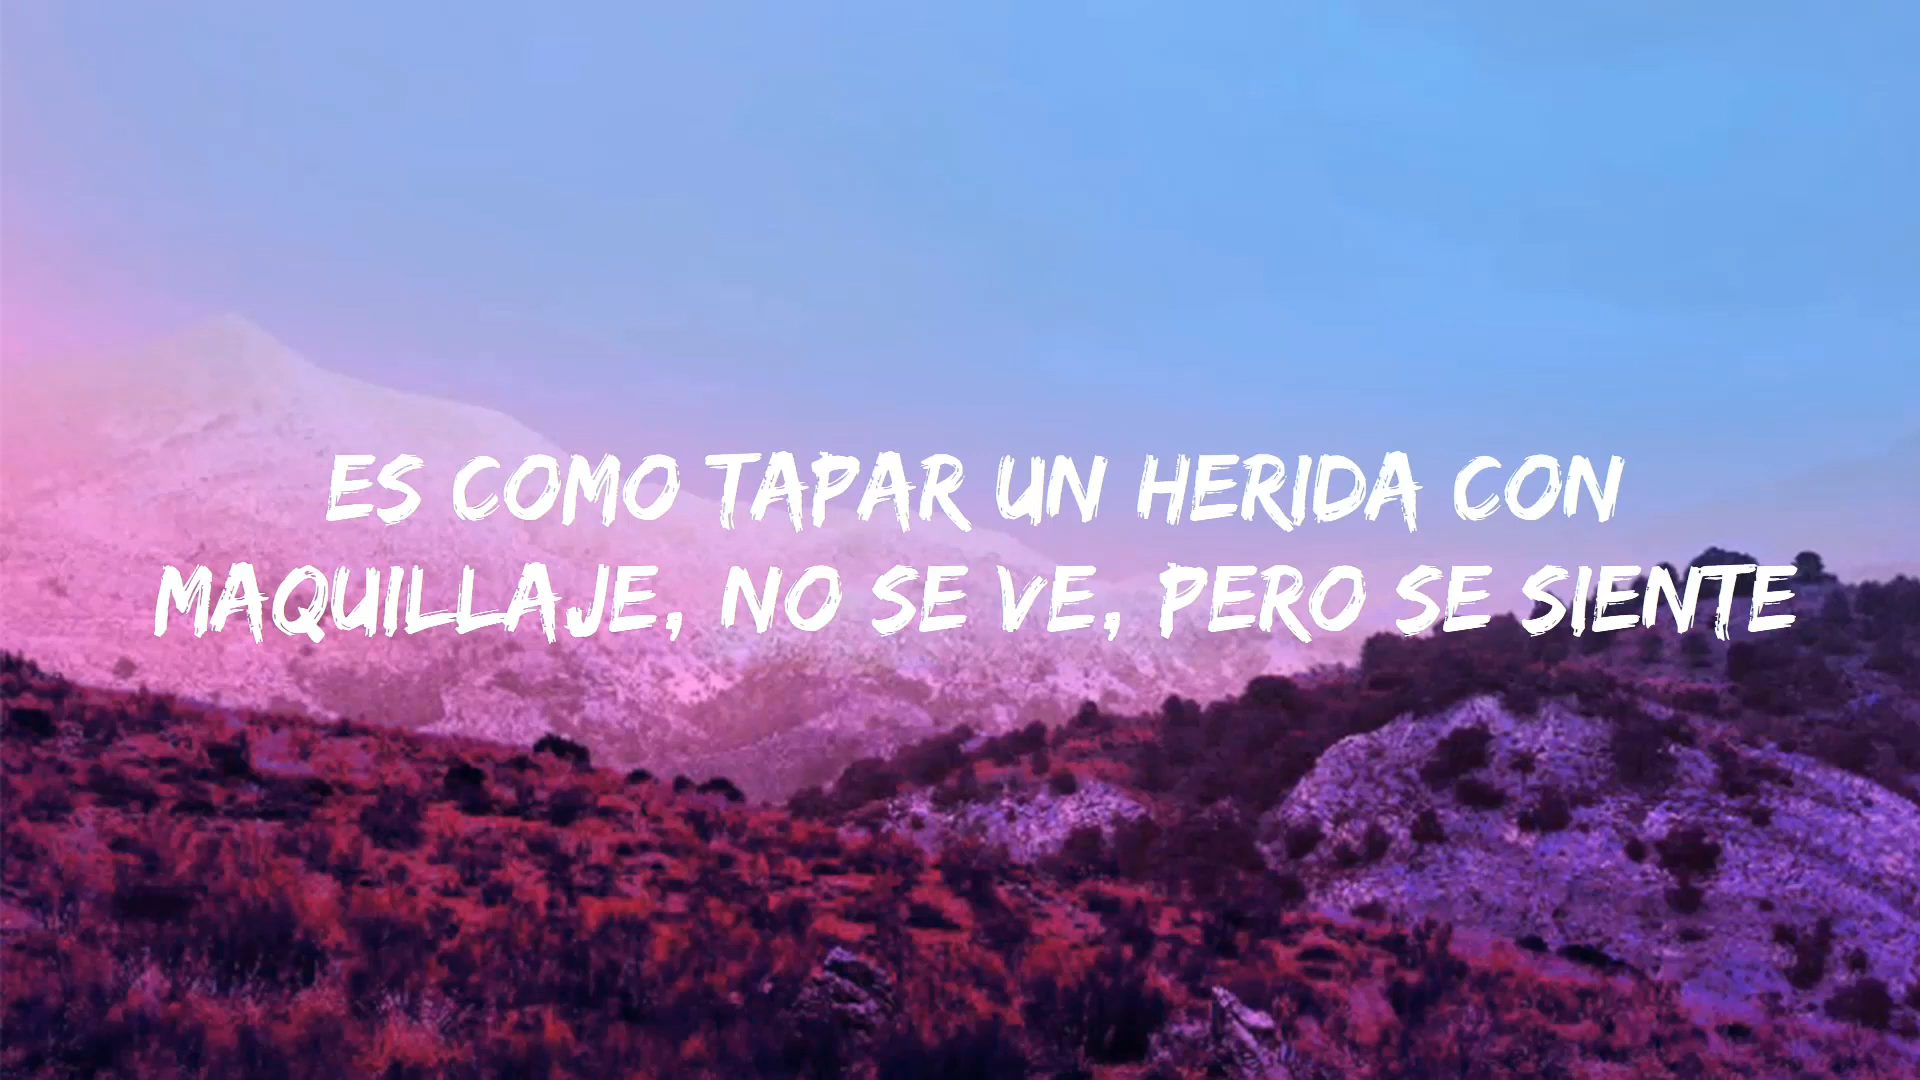 ES COMO TAPAR UN HERIDA CON
MAQUILLAJE, NO SE VE, PERO SE SIENTE